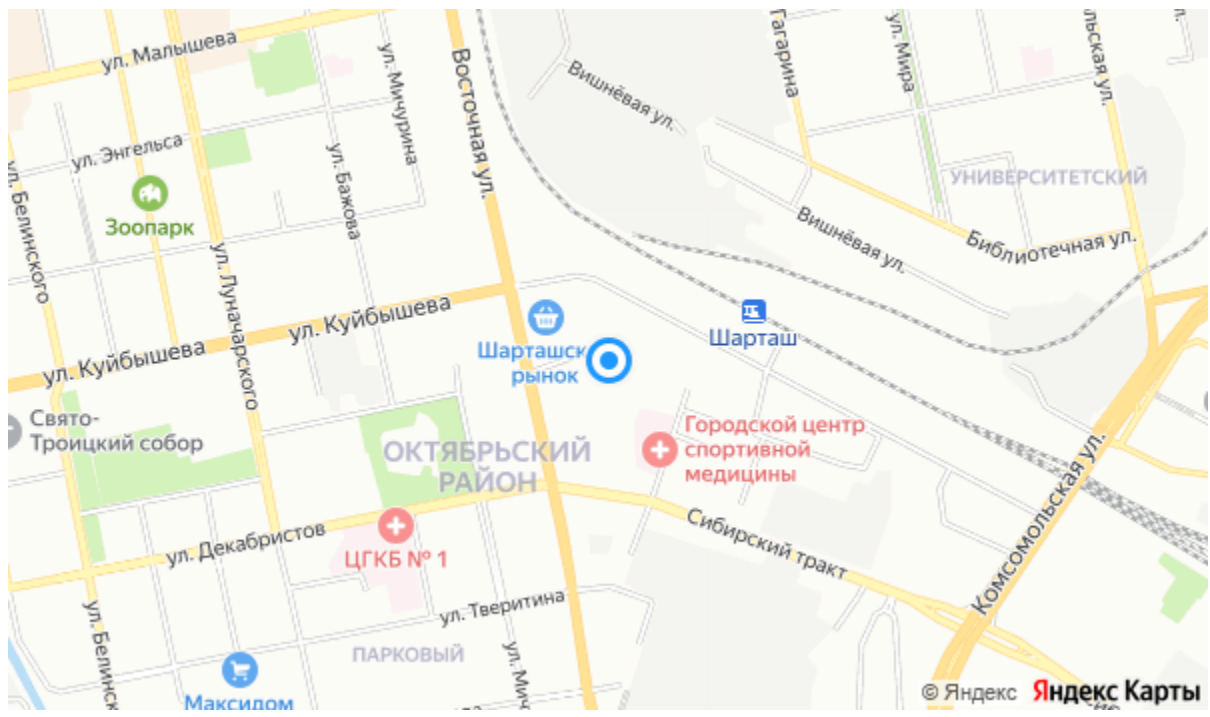 ул. Малышева
ул. Мичурина
Восточная ул.
Вишнёвая ул.
Гагарина
ул. Мира
льская ул.
ул. Энгельса
ул. Бажова
УНИВЕРСИТЕТСКИЙ
ул. Белинского
Зоопарк
ул. Луначарского
Вишнёвая ул.
Библиотечная ул.
ул. Куйбышева
ул. Куйбышева
Шарташ
Шарташск
рынок
Свято-
Троицкий собор
ОКТЯБРЬСКИЙ
РАЙОН
Городской центр
спортивной
медицины
Комсомольская ул.
ул. Декабристов
Сибирский тракт
ЦГКБ № 1
ул. Тверитина
ул. Белинск
ПАРКОВЫЙ
ул. Мич
Максидом
© Яндекс Яндекс Карты